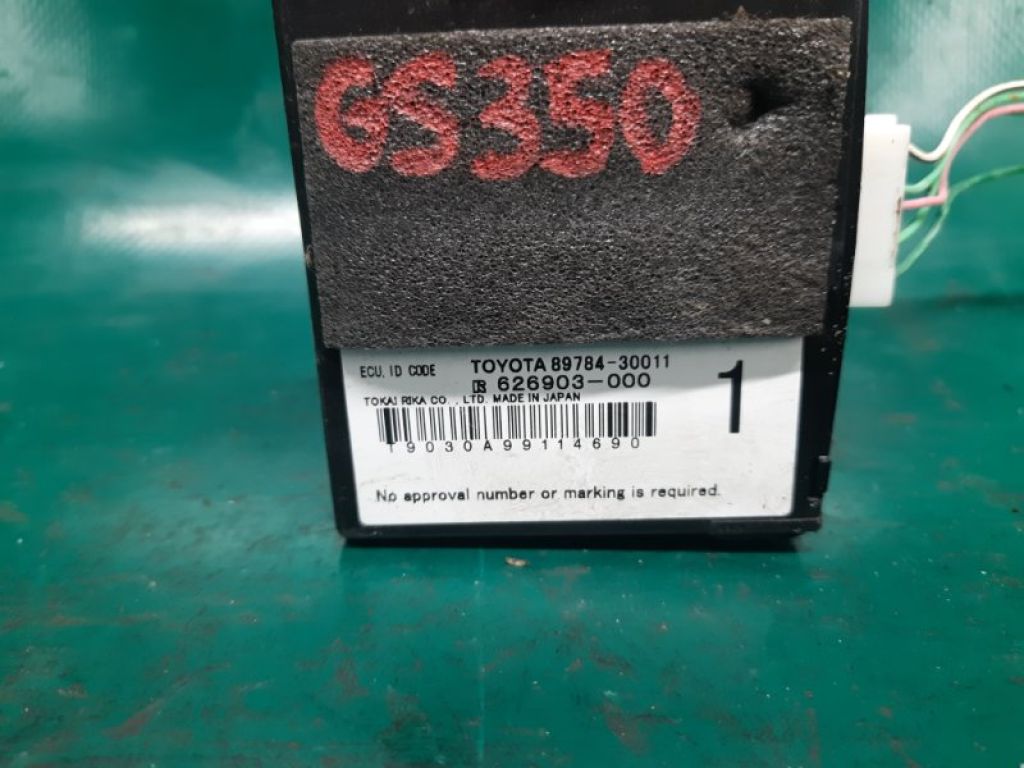 GS350
ECU, ID CODE TOYOTA 89784-30011
R 626903-000 1
TOKAI RIKA CO., LTD. MADE IN JAPAN
T9030A99114690
No approval number or marking is required.